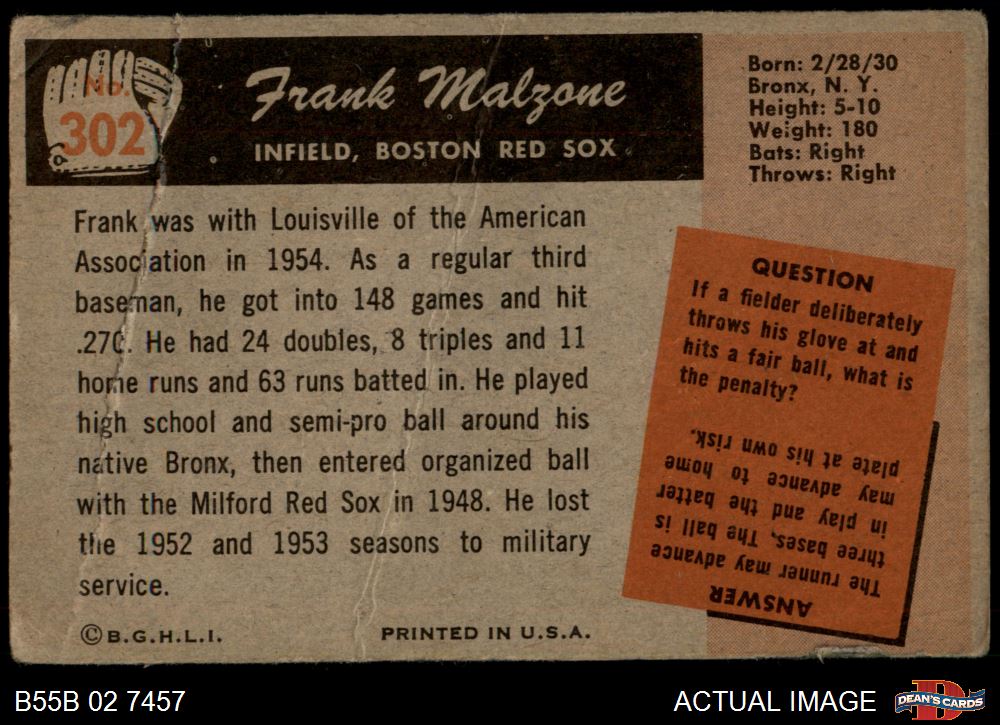 No.
302
Frank Malzone
INFIELD, BOSTON RED SOX
Born: 2/28/30
Bronx, N. Y.
Height: 5-10
Weight: 180
Bats: Right
Throws: Right
Frank was with Louisville of the American
Association in 1954. As a regular third
baseman, he got into 148 games and hit
.270. He had 24 doubles, 8 triples and 11
home runs and 63 runs batted in. He played
high school and semi-pro ball around his
native Bronx, then entered organized ball
with the Milford Red Sox in 1948. He lost
the 1952 and 1953 seasons to military
service.
©B.G.H.L.I.
PRINTED IN U.S.A.
QUESTION
If a fielder deliberately
throws his glove at and
hits a fair ball, what is
the penalty?
ANSWER
The runner may advance
three bases. The ball is
in play and the batter
may advance to home
plate at his own risk.
B55B 02 7457
ACTUAL IMAGE
D
DEAN'S CARDS